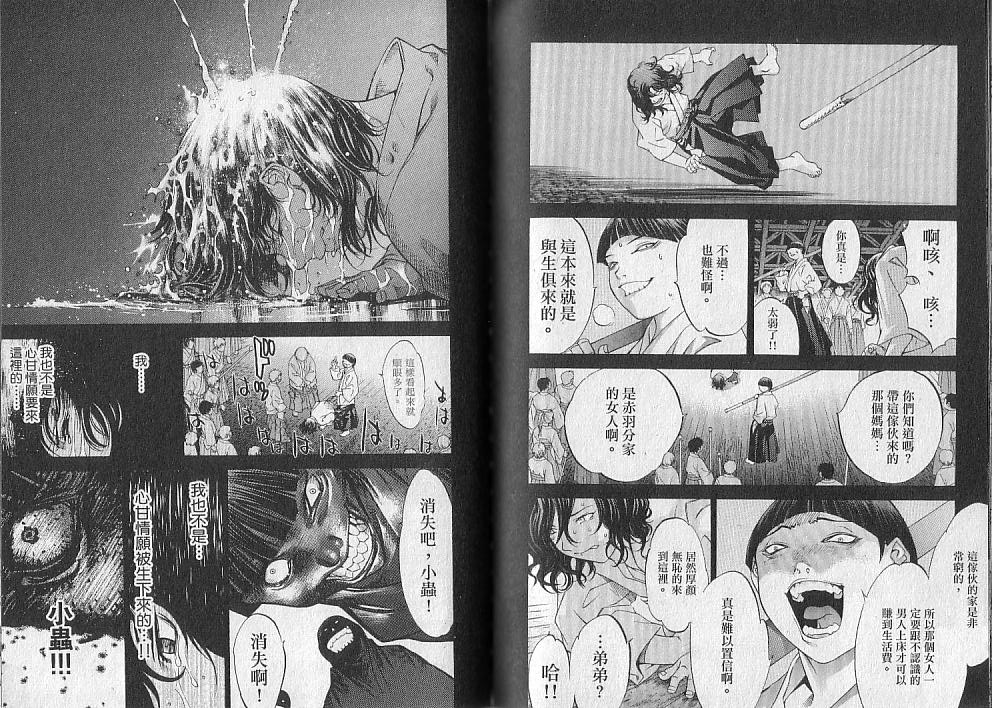 啊咳、
咳…
你真是…
太弱了!!
不過…
也難怪啊。
這本來就是
與生俱來的。
你們知道嗎?
帶這傢伙來的
那個媽媽…
是赤羽分家
的女人啊。
這傢伙的家是非
常窮的,
所以那個女人一
定要跟不認識的
男人上床才可以
賺到生活費。
真是難以置信啊。
居然厚顏
無恥的來
到這裡。
…弟弟?
哈!!
這樣看起來就
順眼多了。
ははははははは
我……
我也不是
心甘情願要來
這裡的……
消失吧,小蟲!
消失啊!
我也不是…
心甘情願被生下來的…!!
小蟲!!!